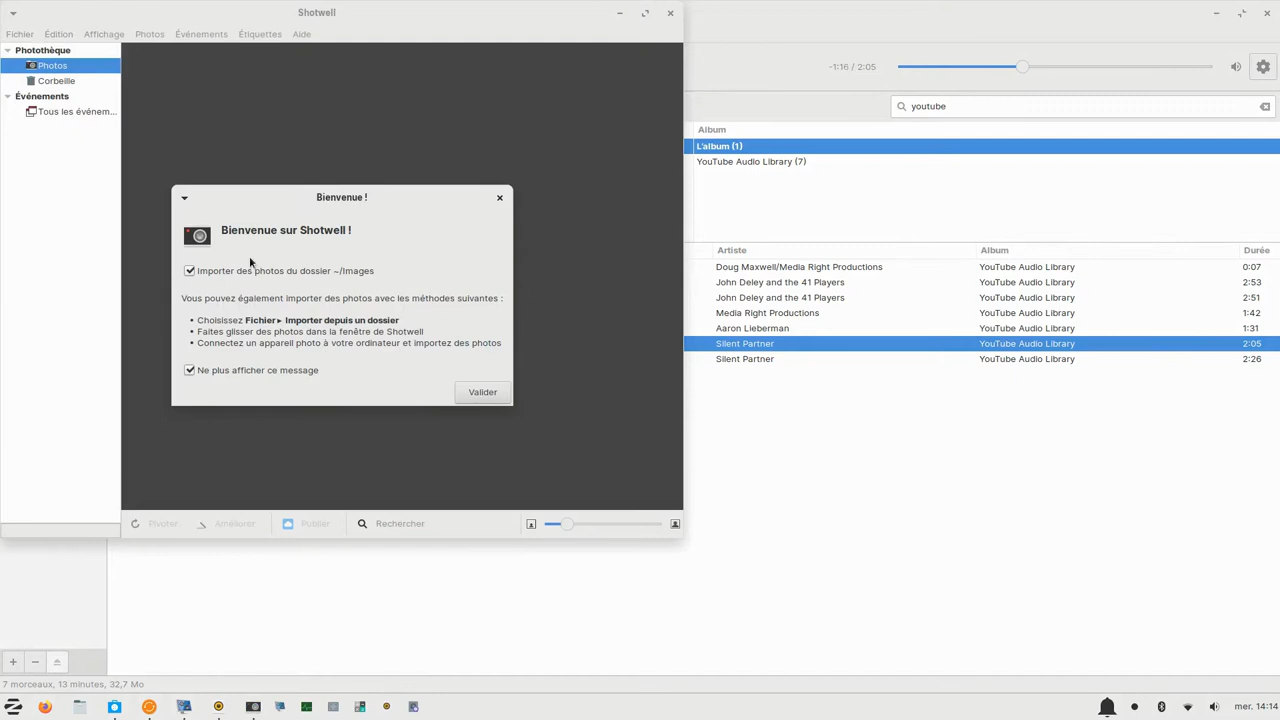 Shotwell
Fichier Édition Affichage Photos Événements Étiquettes Aide
Photothèque
Photos
Corbeille
Événements
Tous les événem...
Bienvenue !
Bienvenue sur Shotwell !
Importer des photos du dossier ~/Images
Vous pouvez également importer des photos avec les méthodes suivantes :
• Choisissez Fichier ▸ Importer depuis un dossier
• Faites glisser des photos dans la fenêtre de Shotwell
• Connectez un appareil photo à votre ordinateur et importez des photos
Ne plus afficher ce message
Valider
Pivoter Améliorer Publier Rechercher
-1:16 / 2:05
youtube
Album
L'album (1)
YouTube Audio Library (7)
Artiste Album Durée
Doug Maxwell/Media Right Productions YouTube Audio Library 0:07
John Deley and the 41 Players YouTube Audio Library 2:53
John Deley and the 41 Players YouTube Audio Library 2:51
Media Right Productions YouTube Audio Library 1:42
Aaron Lieberman YouTube Audio Library 1:31
Silent Partner YouTube Audio Library 2:05
Silent Partner YouTube Audio Library 2:26
7 morceaux, 13 minutes, 32,7 Mo
mer. 14:14